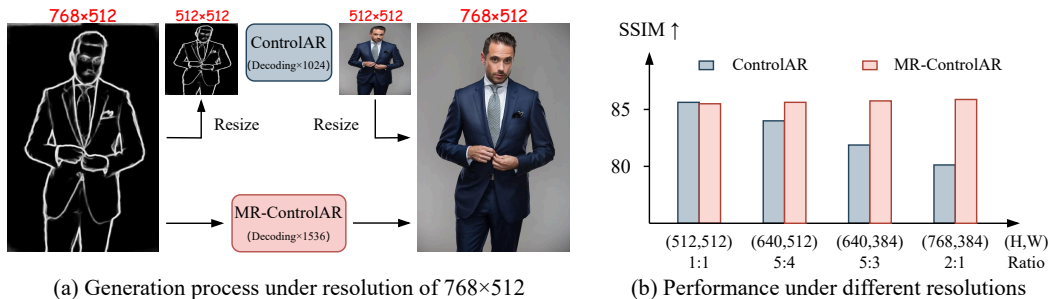 768×512
512×512
512×512
768×512
ControlAR
(Decoding×1024)
Resize
Resize
MR-ControlAR
(Decoding×1536)
(a) Generation process under resolution of 768×512
SSIM ↑
ControlAR
MR-ControlAR
85
80
(512,512) (640,512) (640,384) (768,384) (H,W)
1:1 5:4 5:3 2:1 Ratio
(b) Performance under different resolutions